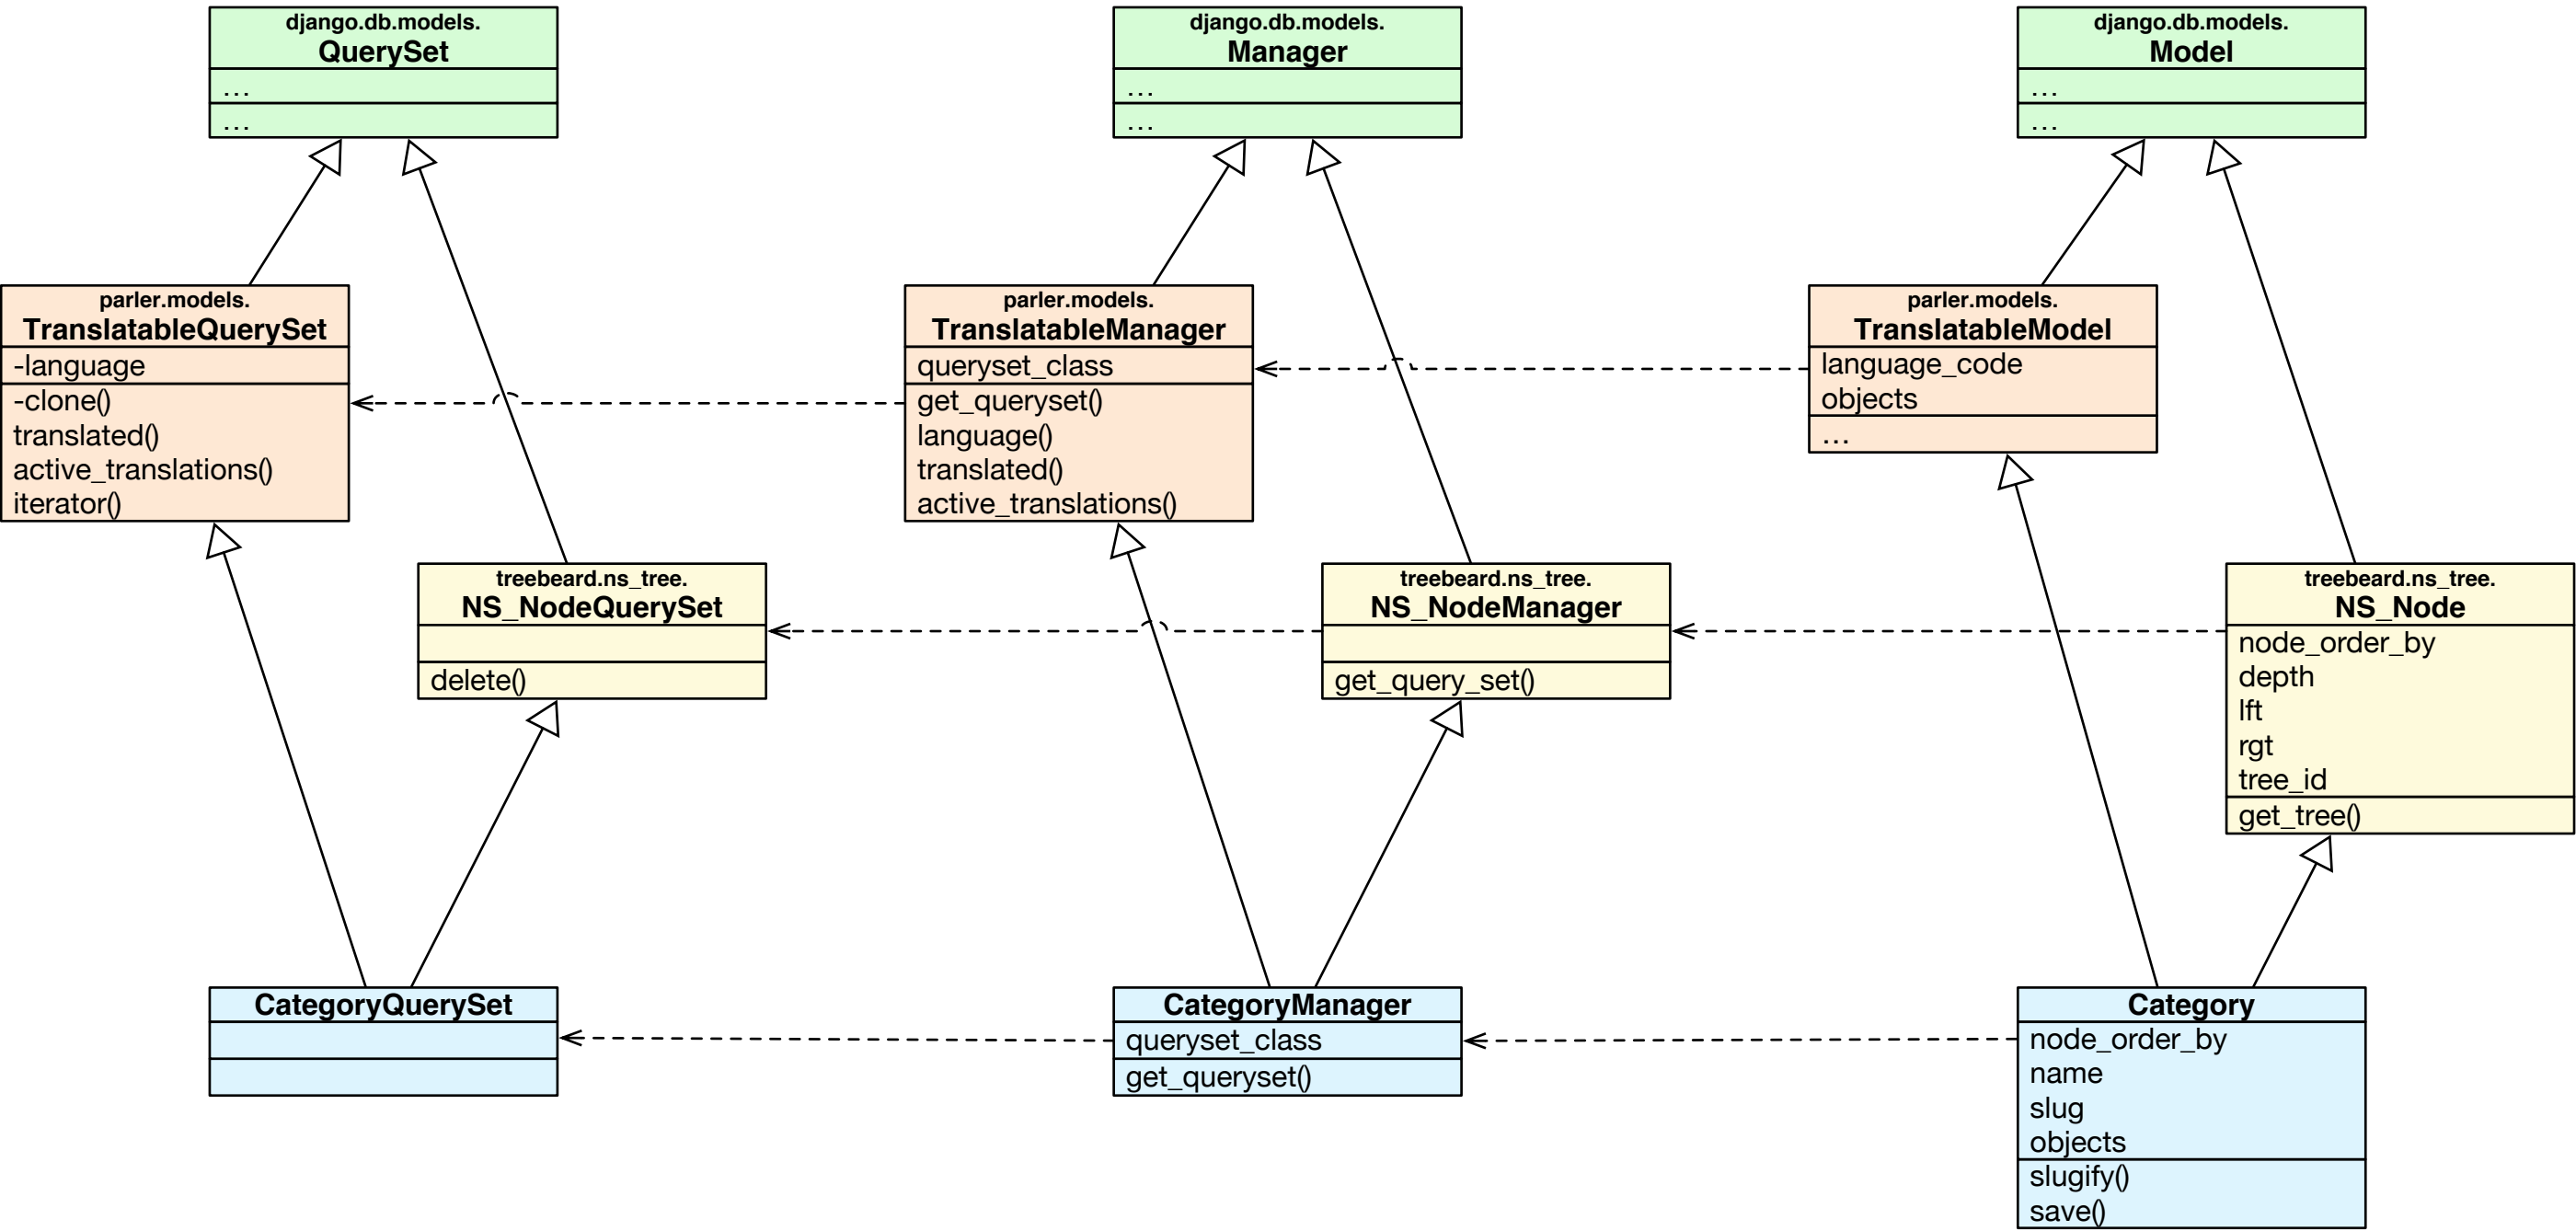 django.db.models.
QuerySet
...
...
django.db.models.
Manager
...
...
django.db.models.
Model
...
...
parler.models.
TranslatableQuerySet
-language
-clone()
translated()
active_translations()
iterator()
parler.models.
TranslatableManager
queryset_class
get_queryset()
language()
translated()
active_translations()
parler.models.
TranslatableModel
language_code
objects
...
treebeard.ns_tree.
NS_NodeQuerySet
delete()
treebeard.ns_tree.
NS_NodeManager
get_query_set()
treebeard.ns_tree.
NS_Node
node_order_by
depth
lft
rgt
tree_id
get_tree()
CategoryQuerySet
CategoryManager
queryset_class
get_queryset()
Category
node_order_by
name
slug
objects
slugify()
save()